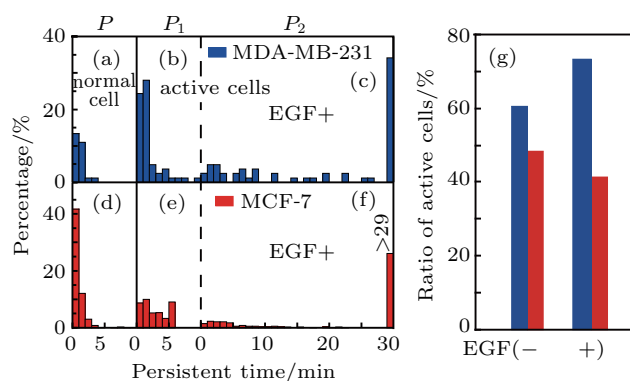 P P₁ P₂
40
(a) (b) MDA-MB-231
normal cell
active cells (c)
EGF+
20
0
(d) (e) MCF-7 (f)
40
EGF+
>29
20
0
0 5 0 5 0 10 20 30
Persistent time/min
Percentage/%
80
(g)
60
40
20
0
EGF(− +)
Ratio of active cells/%